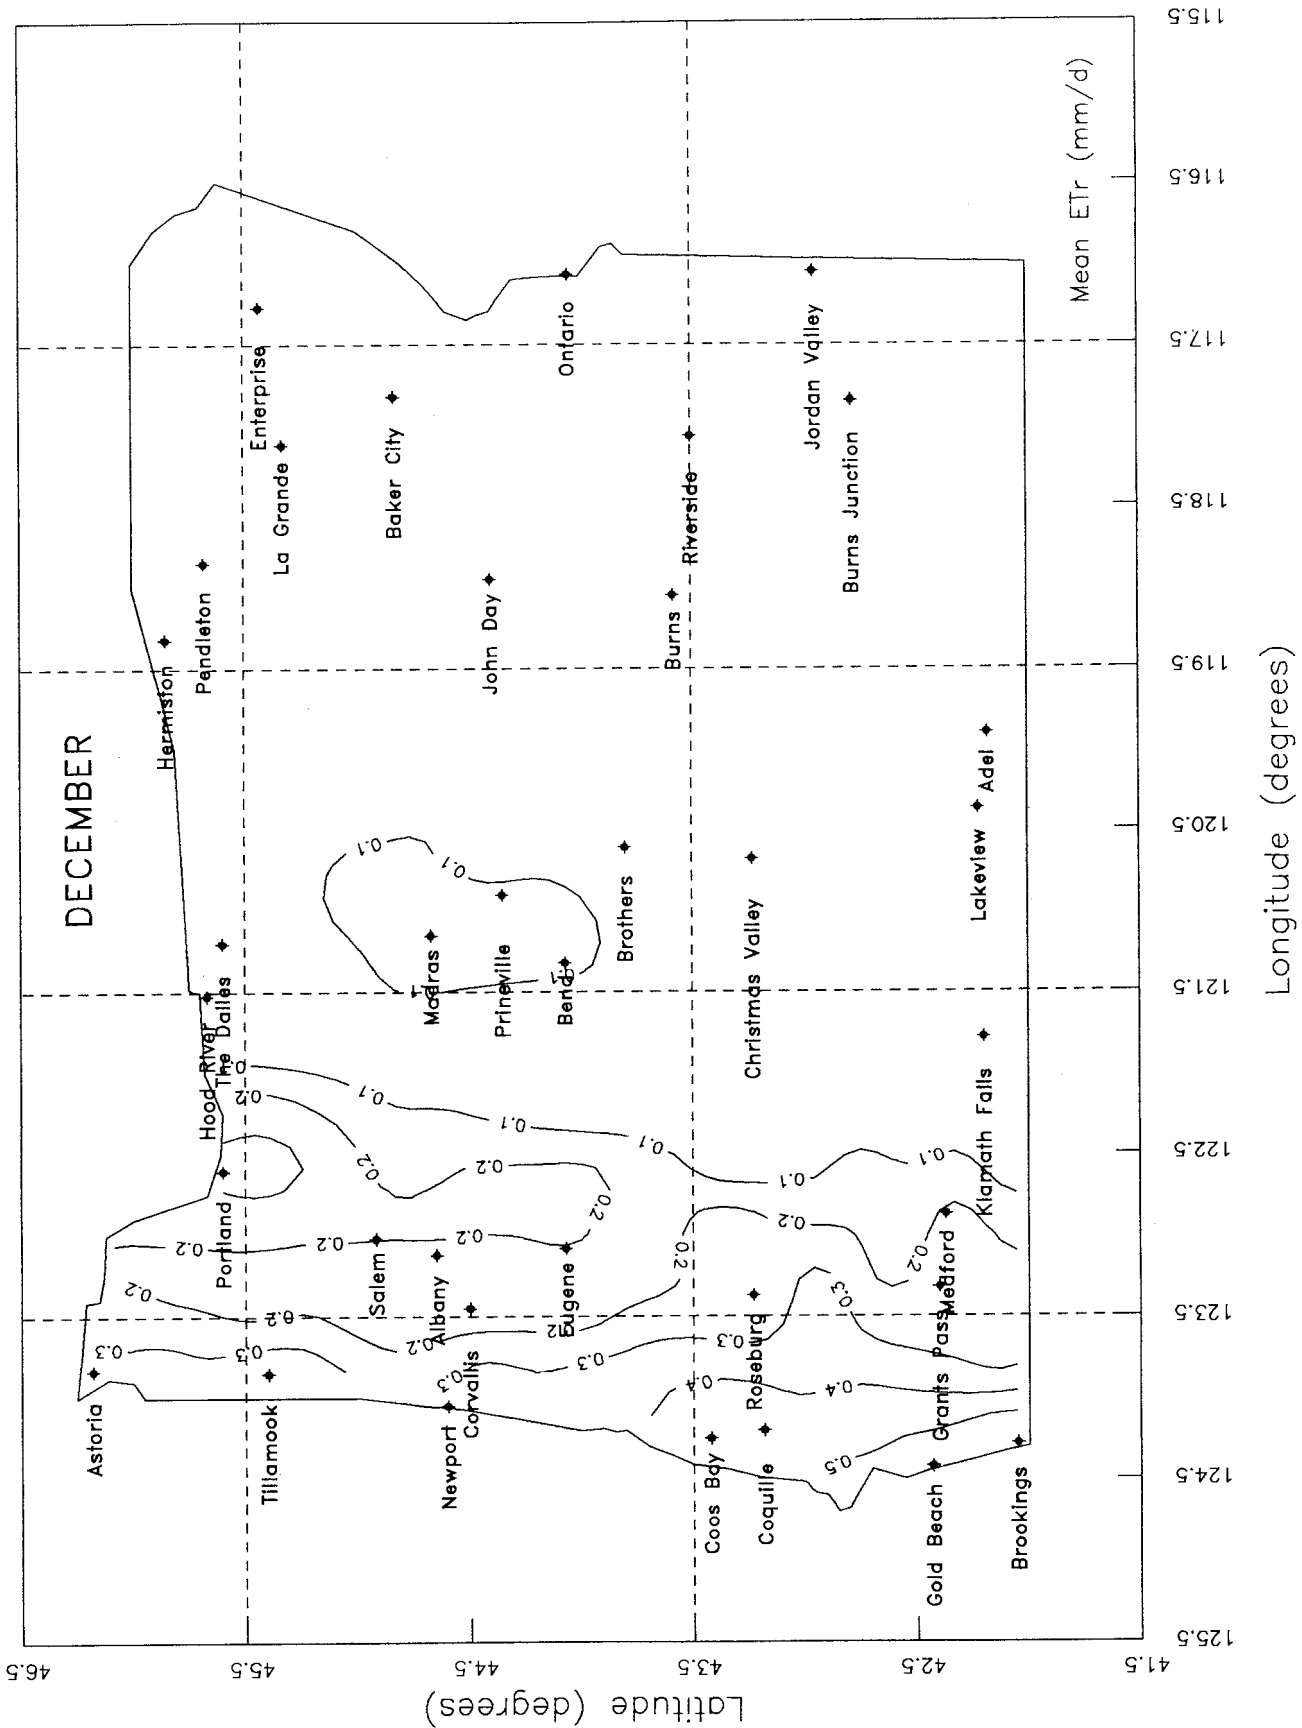 DECEMBER
Mean ETr (mm/d)
Astoria
Tillamook
Newport
Corvallis
Albany
Salem
Portland
Hood River
The Dalles
Hermiston
Pendleton
La Grande
Enterprise
Baker City
John Day
Ontario
Madras
Prineville
Bend
Brothers
Eugene
Burns
Riverside
Jordan Valley
Burns Junction
Christmas Valley
Roseburg
Coos Bay
Coquille
Gold Beach
Brookings
Grants Pass
Medford
Klamath Falls
Lakeview
Adel
0.3
0.3
0.3
0.3
0.3
0.3
0.2
0.2
0.2
0.2
0.2
0.2
0.2
0.2
0.2
0.2
0.2
0.2
0.2
0.1
0.1
0.1
0.1
0.1
0.1
0.1
0.4
0.4
0.5
46.5
45.5
44.5
43.5
42.5
41.5
Latitude (degrees)
125.5
124.5
123.5
122.5
121.5
120.5
119.5
118.5
117.5
116.5
115.5
Longitude (degrees)